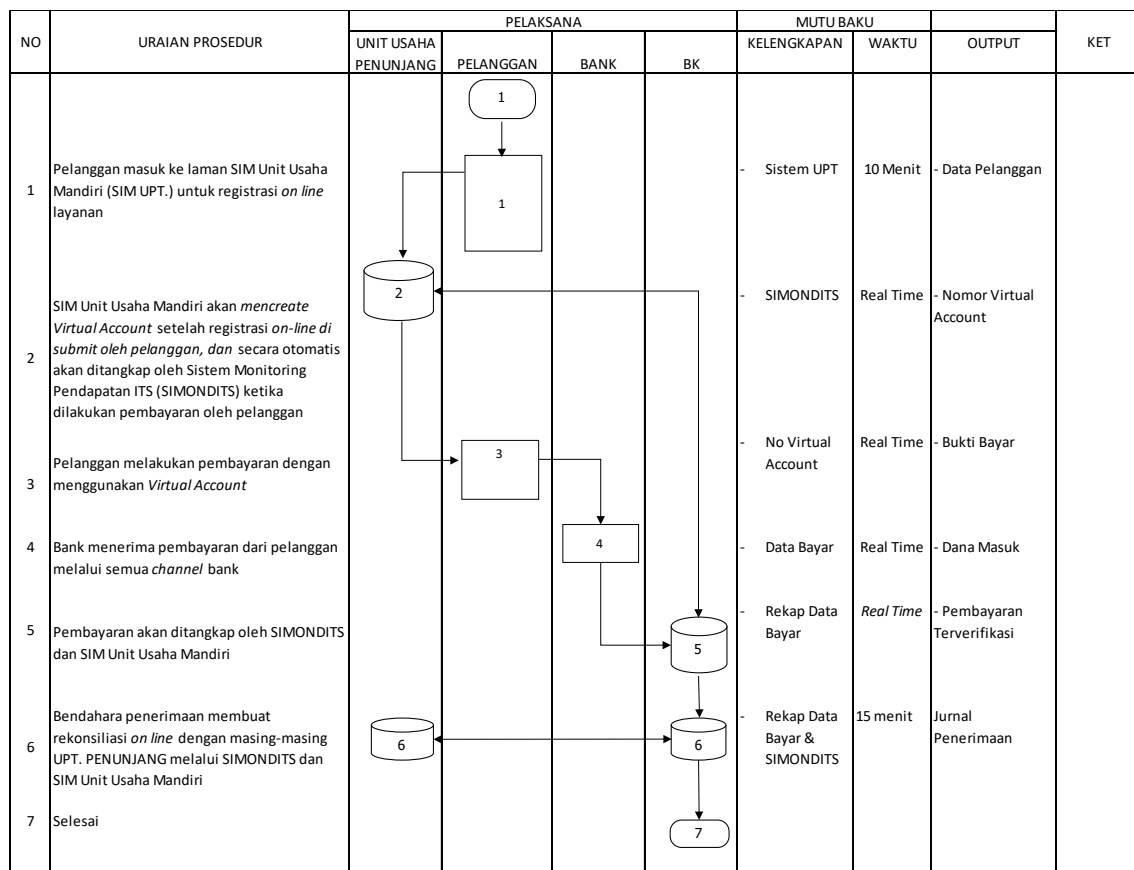 NO
URAIAN PROSEDUR
PELAKSANA
MUTU BAKU
UNIT USAHA
PENUNJANG
PELANGGAN
BANK
BK
KELENGKAPAN
WAKTU
OUTPUT
KET
1
1
Pelanggan masuk ke laman SIM Unit Usaha
Mandiri (SIM UPT.) untuk registrasi on line
layanan
1
- Sistem UPT
10 Menit
- Data Pelanggan
2
SIM Unit Usaha Mandiri akan mencreate
Virtual Account setelah registrasi on-line di
submit oleh pelanggan, dan secara otomatis
akan ditangkap oleh Sistem Monitoring
Pendapatan ITS (SIMONDITS) ketika
dilakukan pembayaran oleh pelanggan
2
- SIMONDITS
Real Time
- Nomor Virtual
Account
3
Pelanggan melakukan pembayaran dengan
menggunakan Virtual Account
3
- No Virtual
Account
Real Time
- Bukti Bayar
4
Bank menerima pembayaran dari pelanggan
melalui semua channel bank
4
- Data Bayar
Real Time
- Dana Masuk
5
Pembayaran akan ditangkap oleh SIMONDITS
dan SIM Unit Usaha Mandiri
5
- Rekap Data
Bayar
Real Time
- Pembayaran
Terverifikasi
6
Bendahara penerimaan membuat
rekonsiliasi on line dengan masing-masing
UPT. PENUNJANG melalui SIMONDITS dan
SIM Unit Usaha Mandiri
6
6
- Rekap Data
Bayar &
SIMONDITS
15 menit
Jurnal
Penerimaan
7
Selesai
7